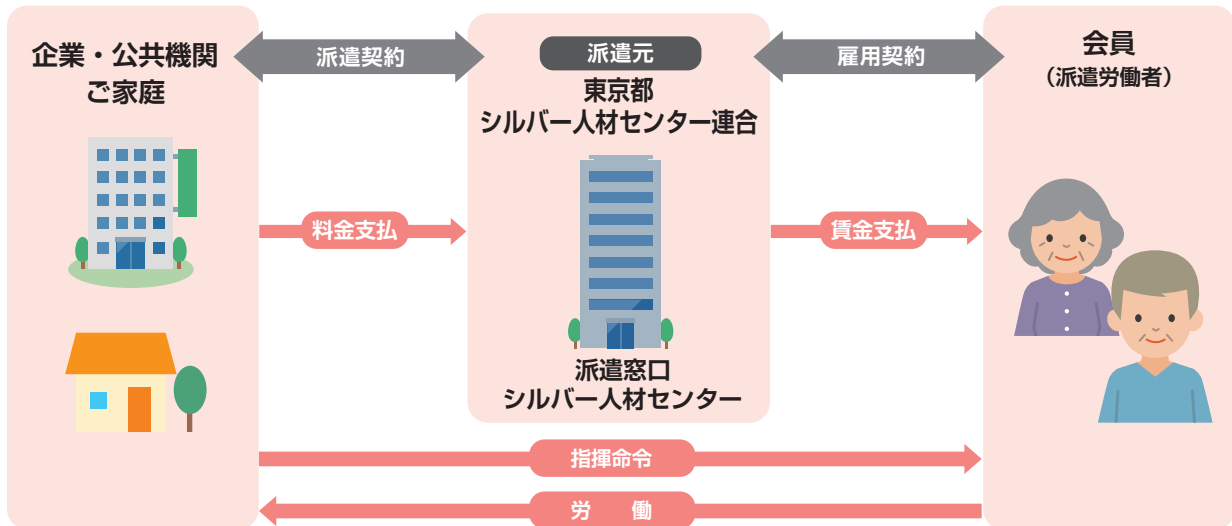 企業・公共機関
ご家庭
派遣契約
派遣元
東京都
シルバー人材センター連合
雇用契約
会員
（派遣労働者）
料金支払
賃金支払
派遣窓口
シルバー人材センター
指揮命令
労　働